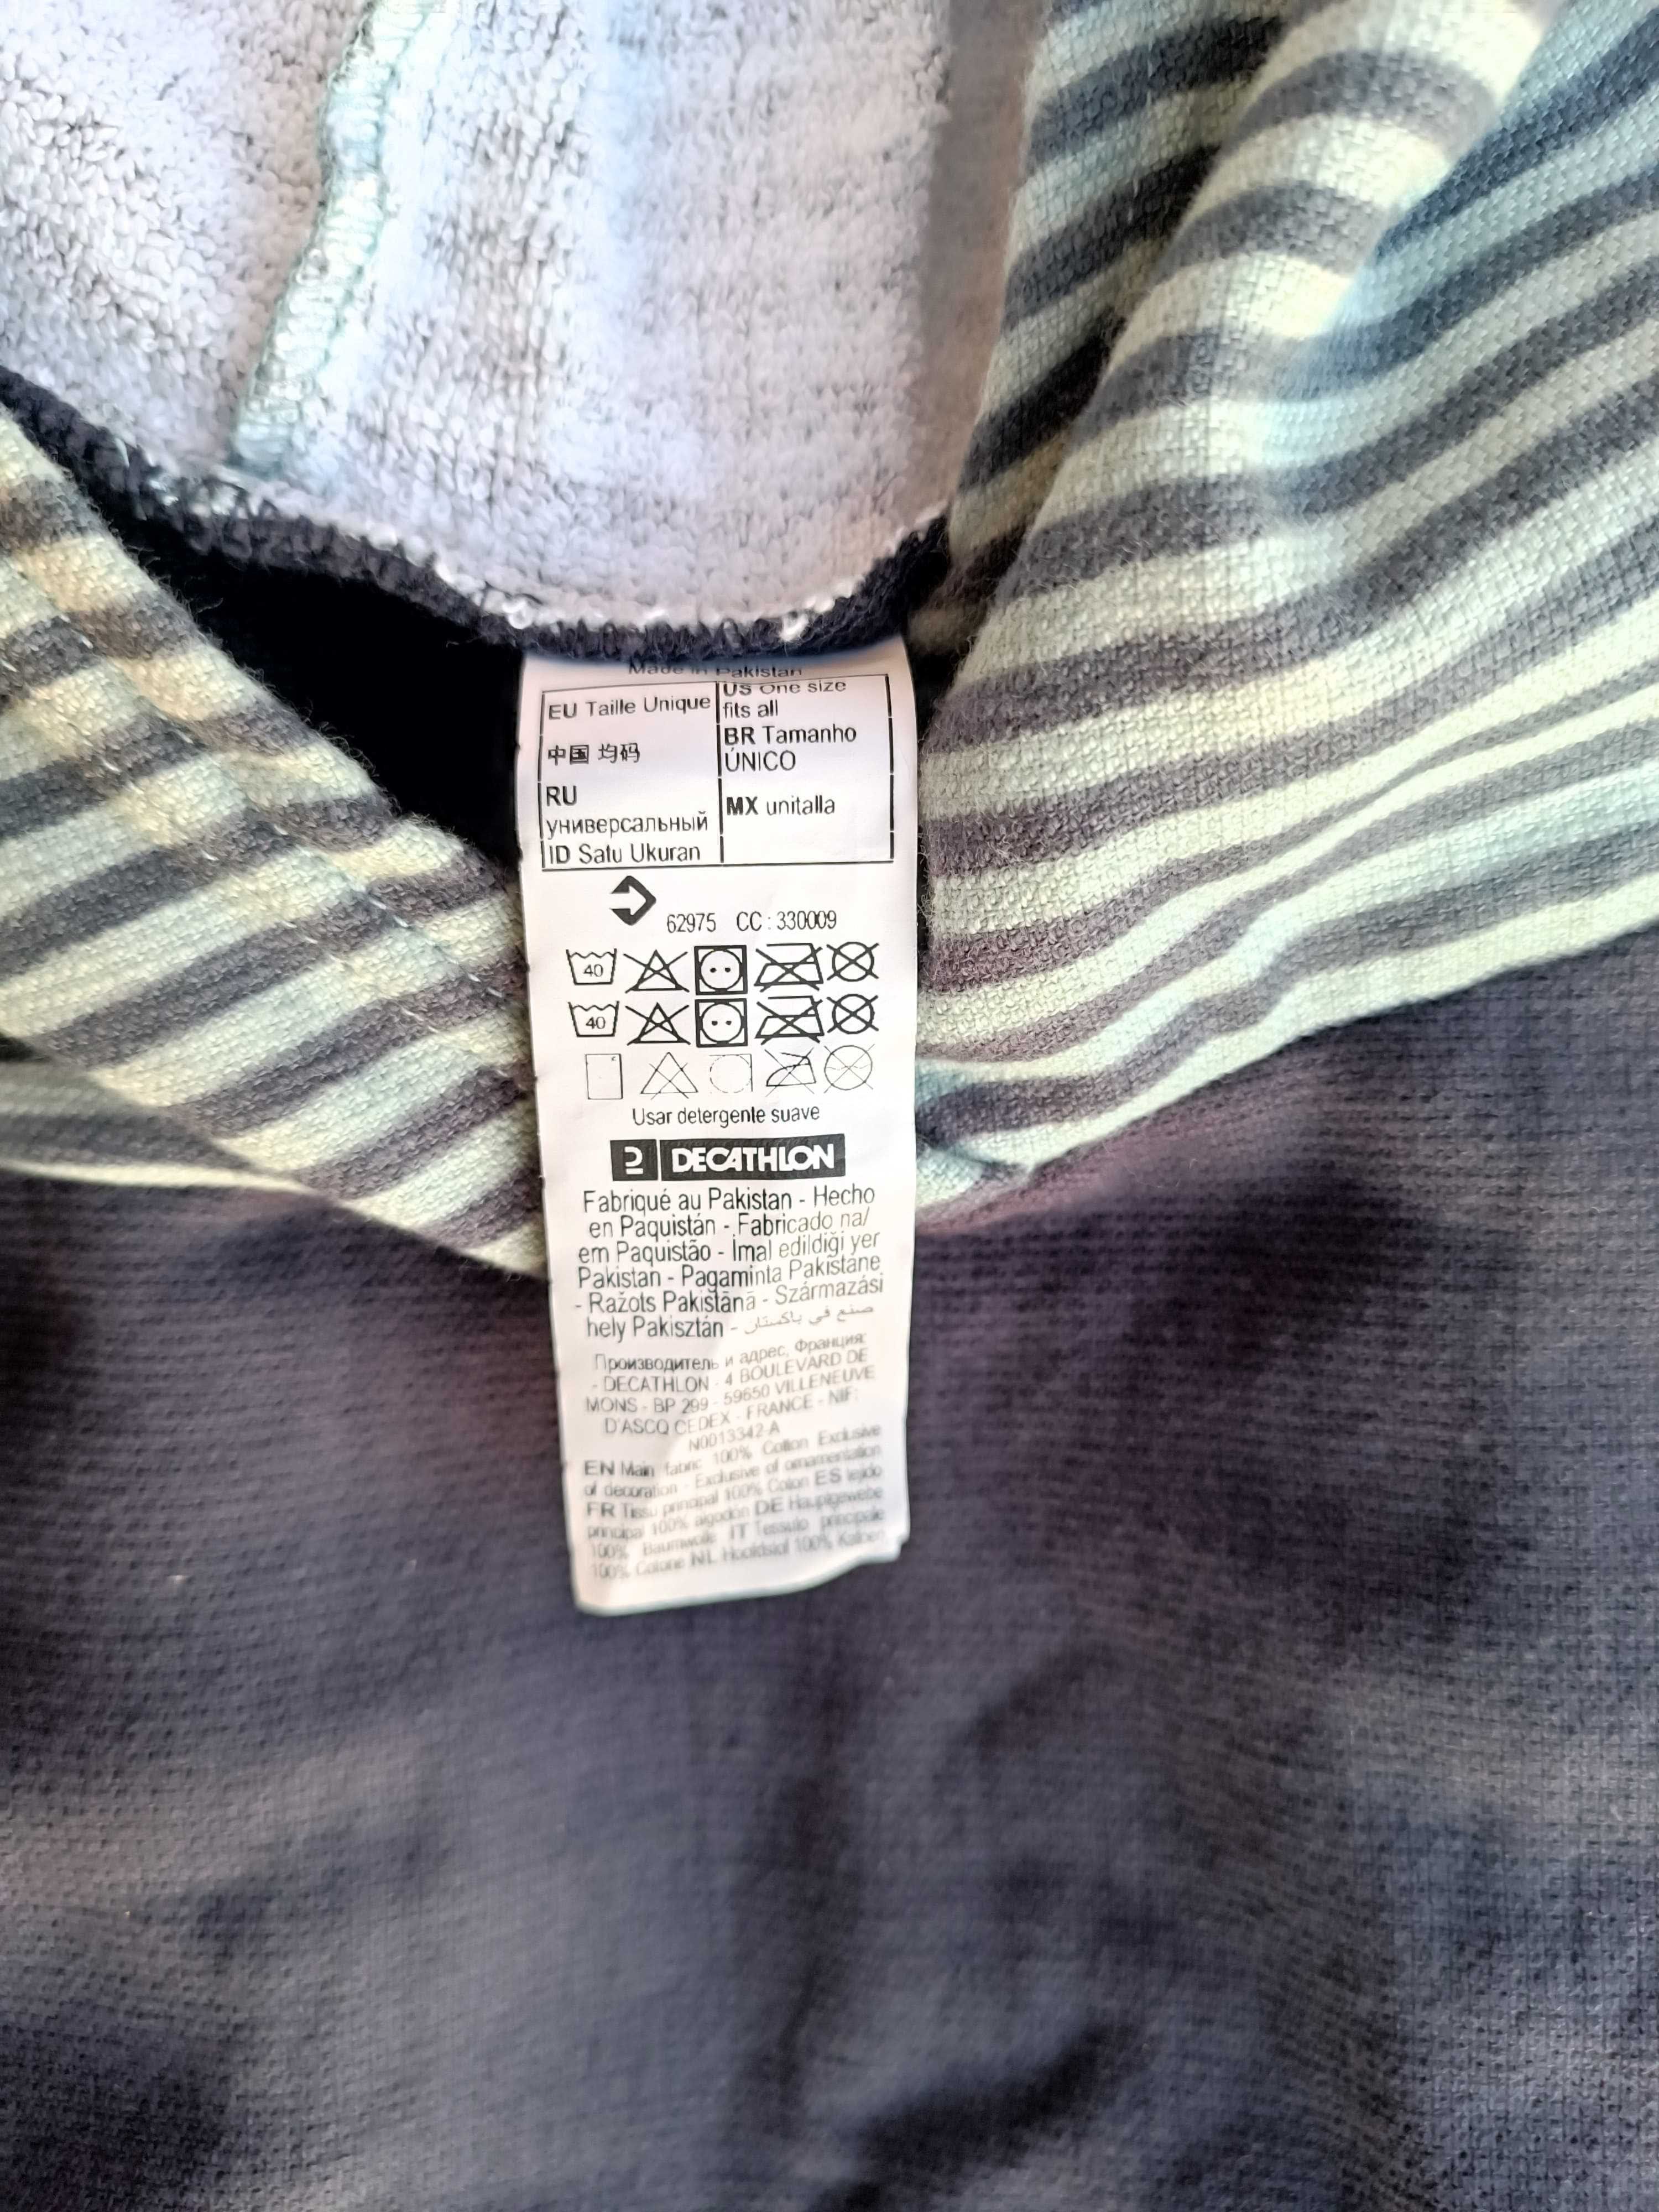 Made in Pakistan
EU Taille Unique
US One size
fits all
中国 均码
BR Tamanho
ÚNICO
RU
универсальный
MX unitalla
ID Satu Ukuran
62975 CC : 330009
40
40
Usar detergente suave
DECATHLON
Fabriqué au Pakistan - Hecho
en Paquistán - Fabricado na/
em Paquistão - İmal edildiği yer
Pakistan - Pagaminta Pakistane
- Ražots Pakistānā - Származási
hely Pakisztán - صنع في باكستان
Производитель и адрес, Франция:
- DECATHLON - 4 BOULEVARD DE
MONS - BP 299 - 59650 VILLENEUVE
D'ASCQ CEDEX - FRANCE - NIF:
N0013342-A
EN Main fabric 100% Cotton Exclusive
of decoration - Exclusive of ornamentation
FR Tissu principal 100% Coton ES tejido
principal 100% algodon DE Hauptgewebe
100% Baumwolle IT Tessuto principale
100% Cotone NL Hoofdstof 100% Katoen